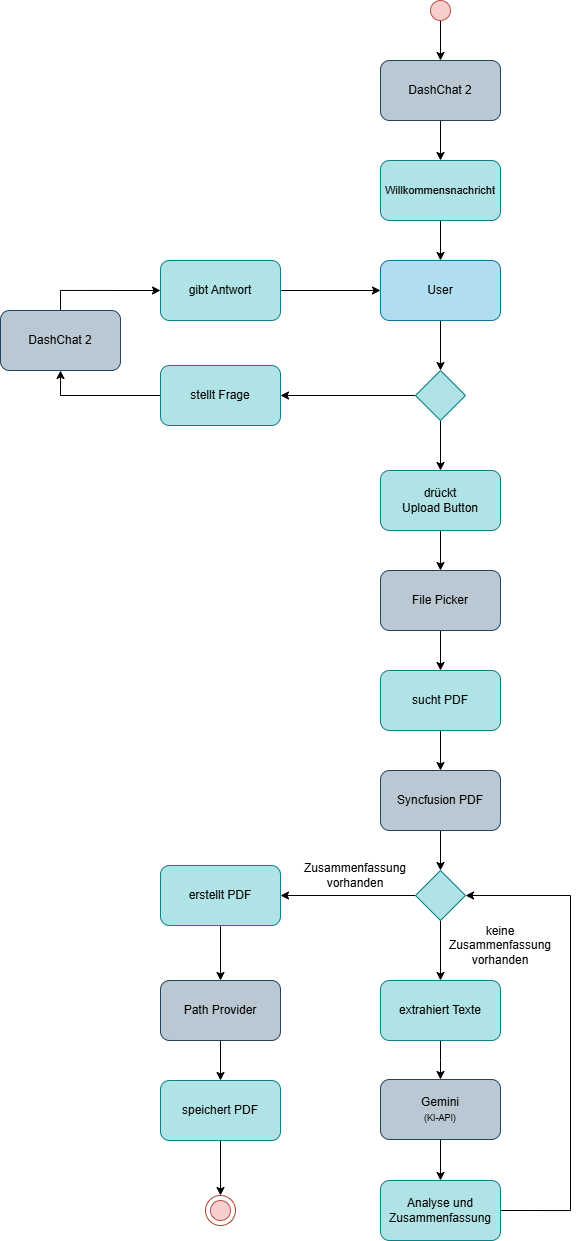 DashChat 2
Willkommensnachricht
gibt Antwort
User
DashChat 2
stellt Frage
drückt
Upload Button
File Picker
sucht PDF
Syncfusion PDF
Zusammenfassung
vorhanden
erstellt PDF
keine
Zusammenfassung
vorhanden
Path Provider
extrahiert Texte
speichert PDF
Gemini
(KI-API)
Analyse und
Zusammenfassung